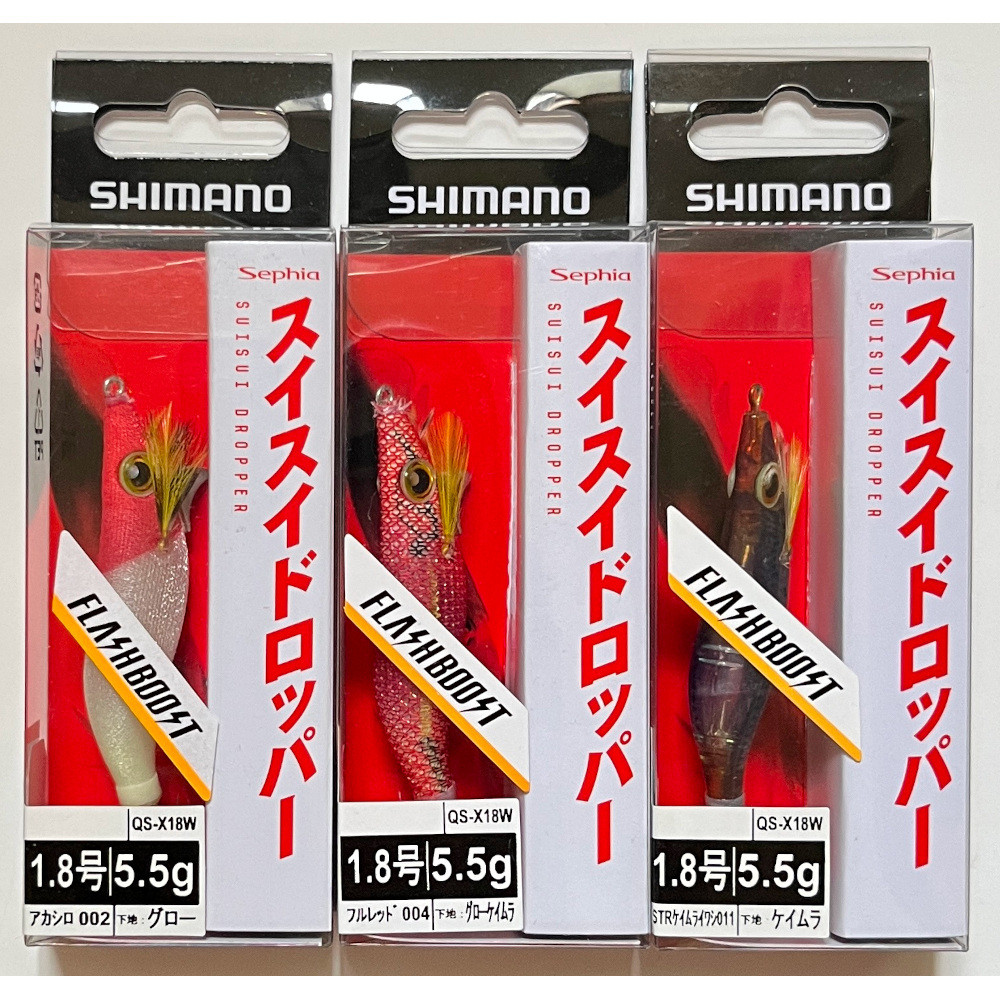 SHIMANO
Sephia
スイスイドロッパー
SUISUI DROPPER
FLASHBOOST
QS-X18W
1.8号 5.5g
アカシロ 002 下地:グロー
SHIMANO
Sephia
スイスイドロッパー
SUISUI DROPPER
FLASHBOOST
QS-X18W
1.8号 5.5g
フルレッド 004 下地:グローケイムラ
SHIMANO
Sephia
スイスイドロッパー
SUISUI DROPPER
FLASHBOOST
QS-X18W
1.8号 5.5g
STRケイムライワシ011 下地:ケイムラ